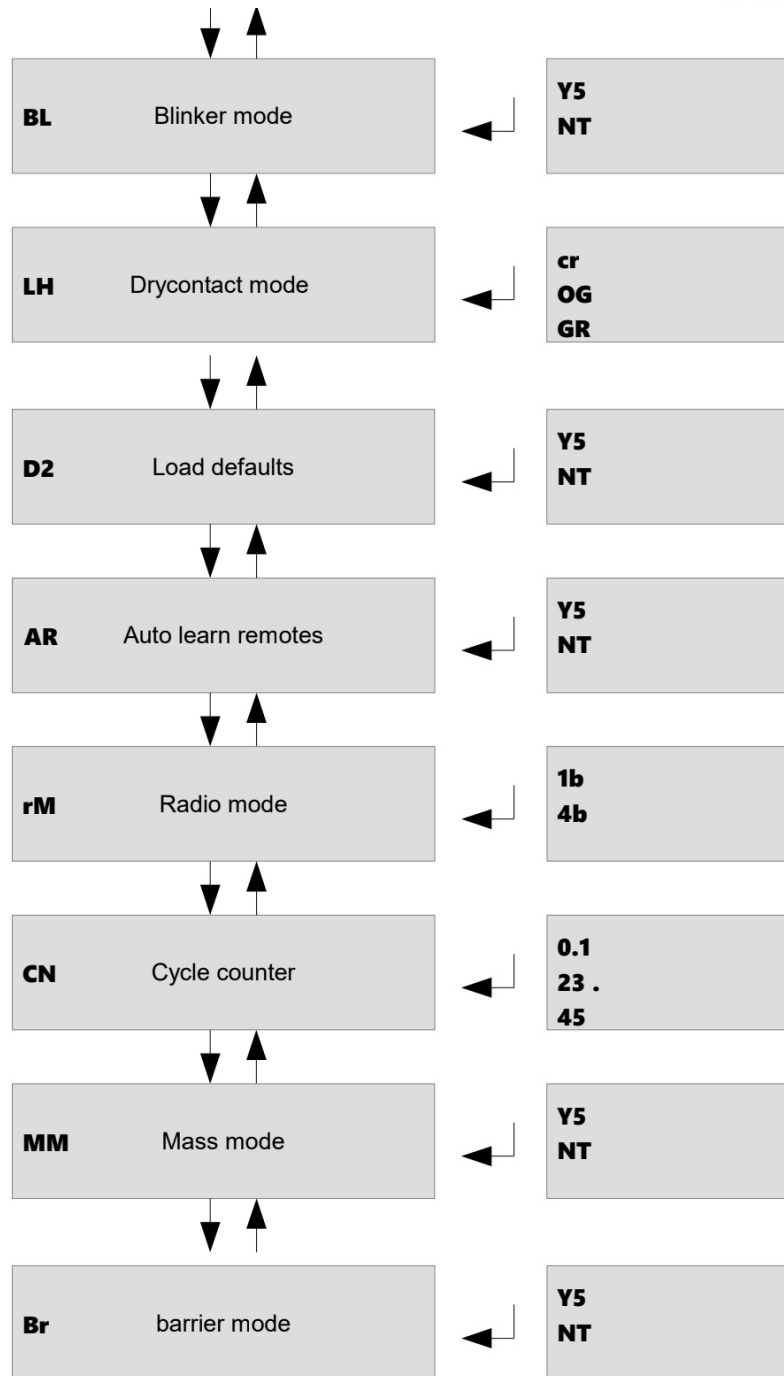 BL Blinker mode
Y5
NT
LH Drycontact mode
cr
OG
GR
D2 Load defaults
Y5
NT
AR Auto learn remotes
Y5
NT
rM Radio mode
1b
4b
CN Cycle counter
0.1
23 .
45
MM Mass mode
Y5
NT
Br barrier mode
Y5
NT